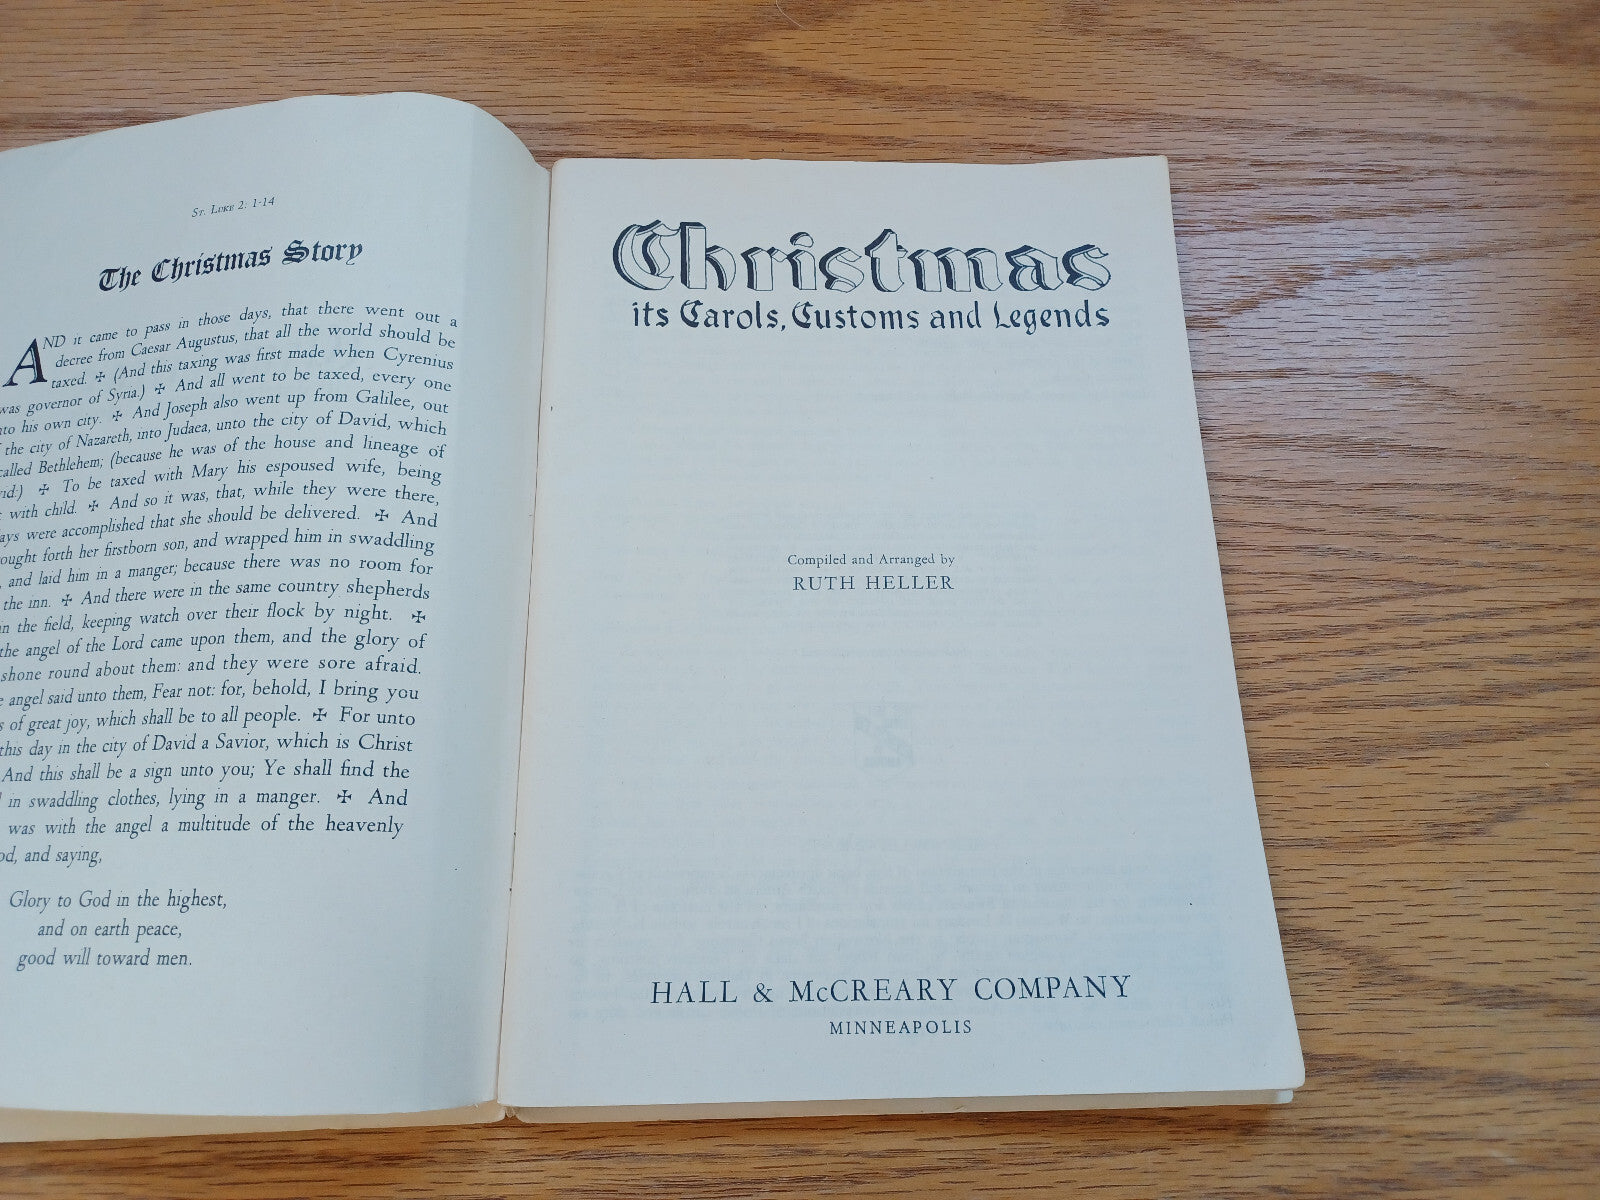 St. Luke 2: 1-14
The Christmas Story
AND it came to pass in those days, that there went out a
decree from Caesar Augustus, that all the world should be
taxed. ✠ (And this taxing was first made when Cyrenius
was governor of Syria.) ✠ And all went to be taxed, every one
into his own city. ✠ And Joseph also went up from Galilee, out
the city of Nazareth, into Judaea, unto the city of David, which
called Bethlehem; (because he was of the house and lineage of
✠ To be taxed with Mary his espoused wife, being
with child. ✠ And so it was, that, while they were there,
were accomplished that she should be delivered. ✠ And
her firstborn son, and wrapped him in swaddling
and laid him in a manger; because there was no room for
the inn. ✠ And there were in the same country shepherds
in the field, keeping watch over their flock by night. ✠
the angel of the Lord came upon them, and the glory of
shone round about them: and they were sore afraid.
angel said unto them, Fear not: for, behold, I bring you
of great joy, which shall be to all people. ✠ For unto
this day in the city of David a Savior, which is Christ
And this shall be a sign unto you; Ye shall find the
in swaddling clothes, lying in a manger. ✠ And
was with the angel a multitude of the heavenly
and saying,
Glory to God in the highest,
and on earth peace,
good will toward men.
Christmas
its Carols, Customs and Legends
Compiled and Arranged by
RUTH HELLER
HALL & McCREARY COMPANY
MINNEAPOLIS